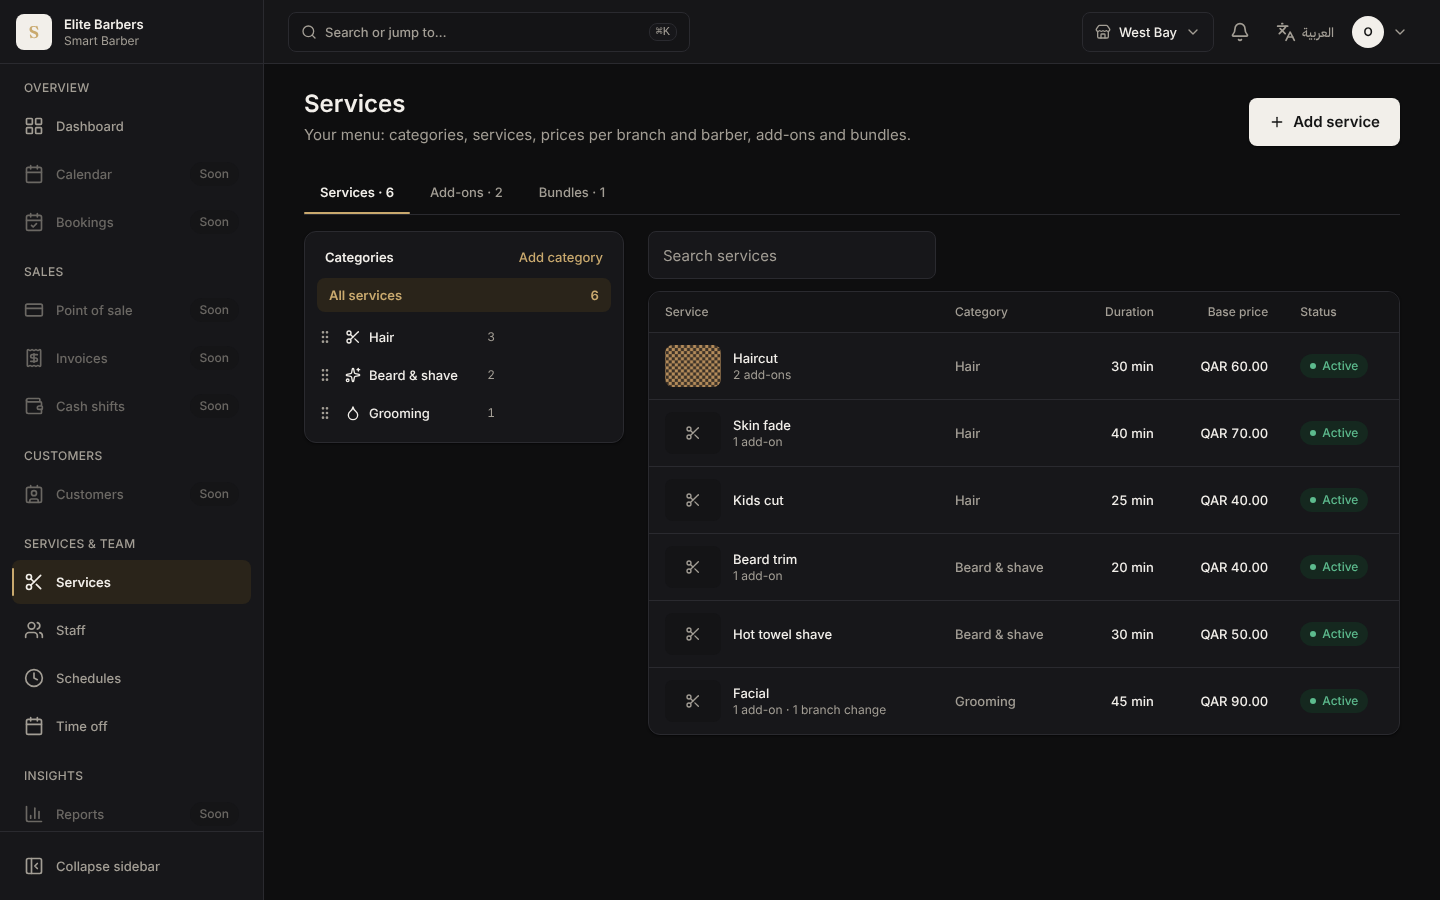 S
Elite Barbers
Smart Barber
Search or jump to...
⌘K
West Bay
العربية
O
OVERVIEW
Dashboard
Calendar
Soon
Bookings
Soon
SALES
Point of sale
Soon
Invoices
Soon
Cash shifts
Soon
CUSTOMERS
Customers
Soon
SERVICES & TEAM
Services
Staff
Schedules
Time off
INSIGHTS
Reports
Soon
Collapse sidebar
Services
Your menu: categories, services, prices per branch and barber, add-ons and bundles.
+ Add service
Services · 6
Add-ons · 2
Bundles · 1
Categories
Add category
All services 6
Hair 3
Beard & shave 2
Grooming 1
Search services
Service Category Duration Base price Status
Haircut
2 add-ons
Hair 30 min QAR 60.00 Active
Skin fade
1 add-on
Hair 40 min QAR 70.00 Active
Kids cut Hair 25 min QAR 40.00 Active
Beard trim
1 add-on
Beard & shave 20 min QAR 40.00 Active
Hot towel shave Beard & shave 30 min QAR 50.00 Active
Facial
1 add-on · 1 branch change
Grooming 45 min QAR 90.00 Active